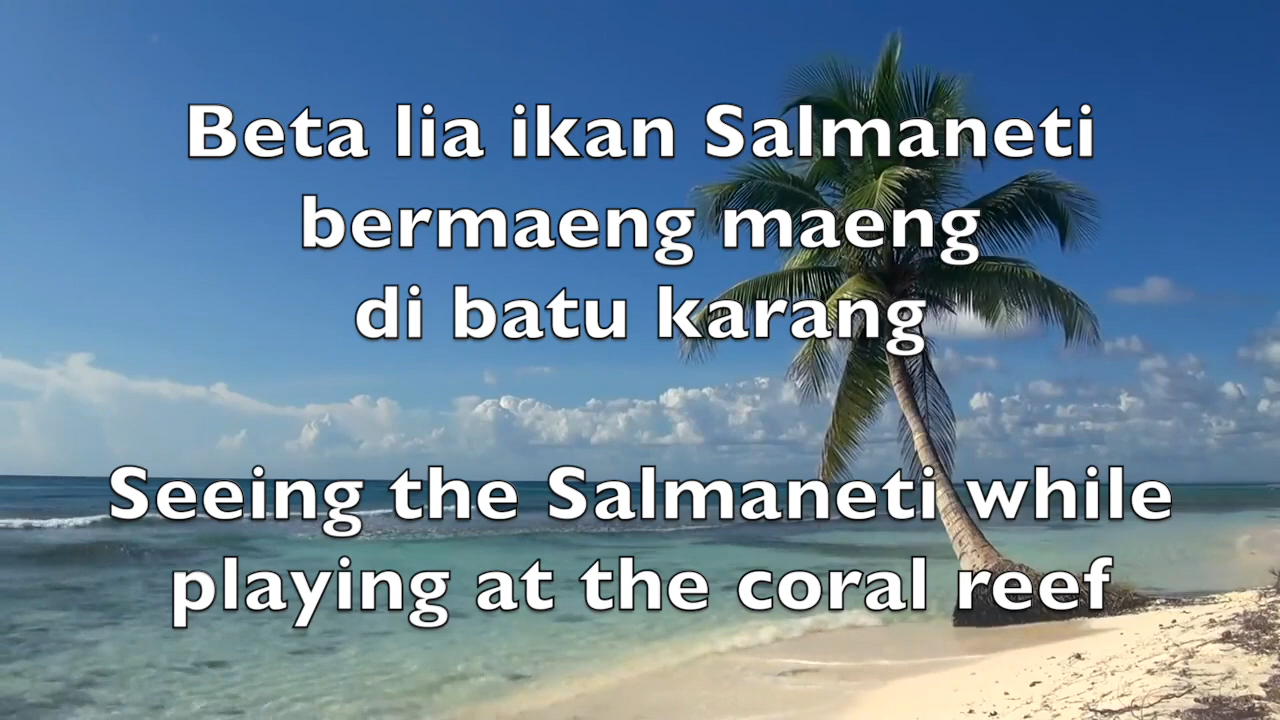 Beta lia ikan Salmaneti
bermaeng maeng
di batu karang
Seeing the Salmaneti while
playing at the coral reef